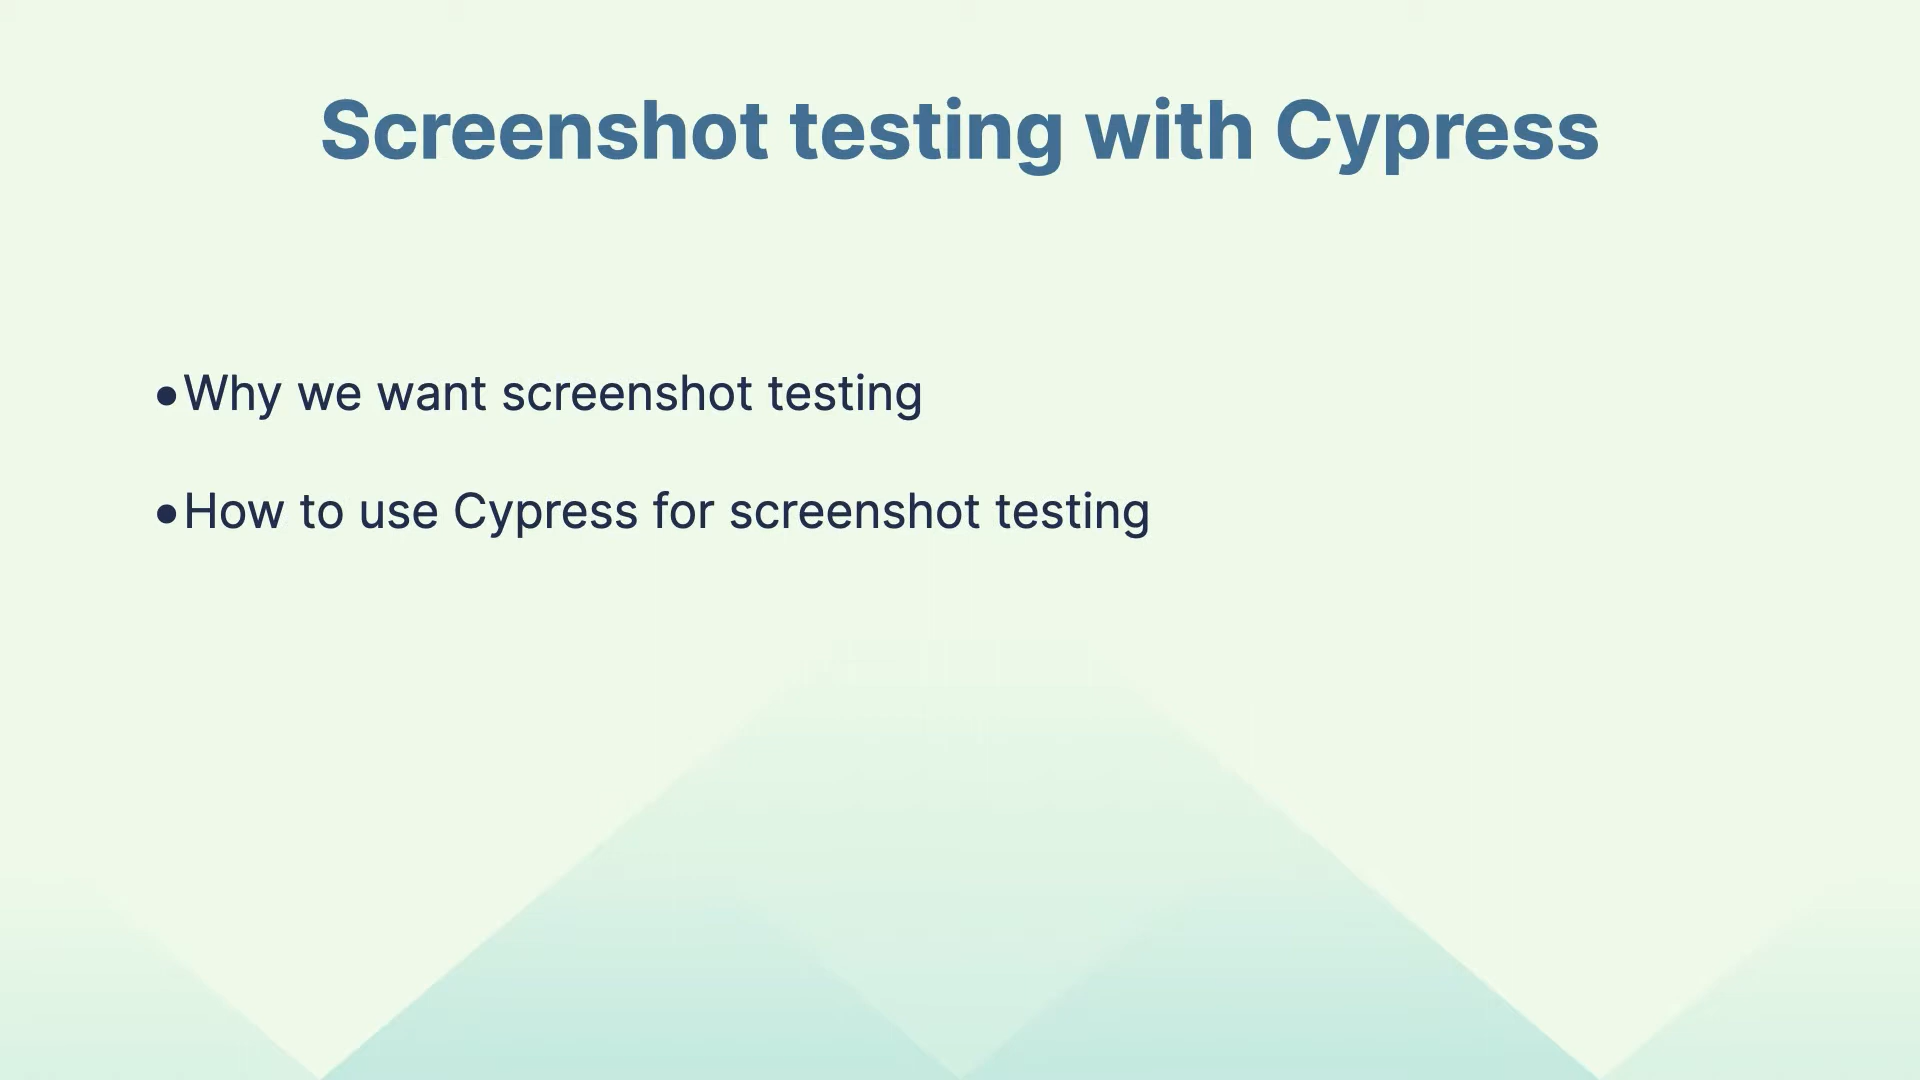 Screenshot testing with Cypress
•Why we want screenshot testing
•How to use Cypress for screenshot testing